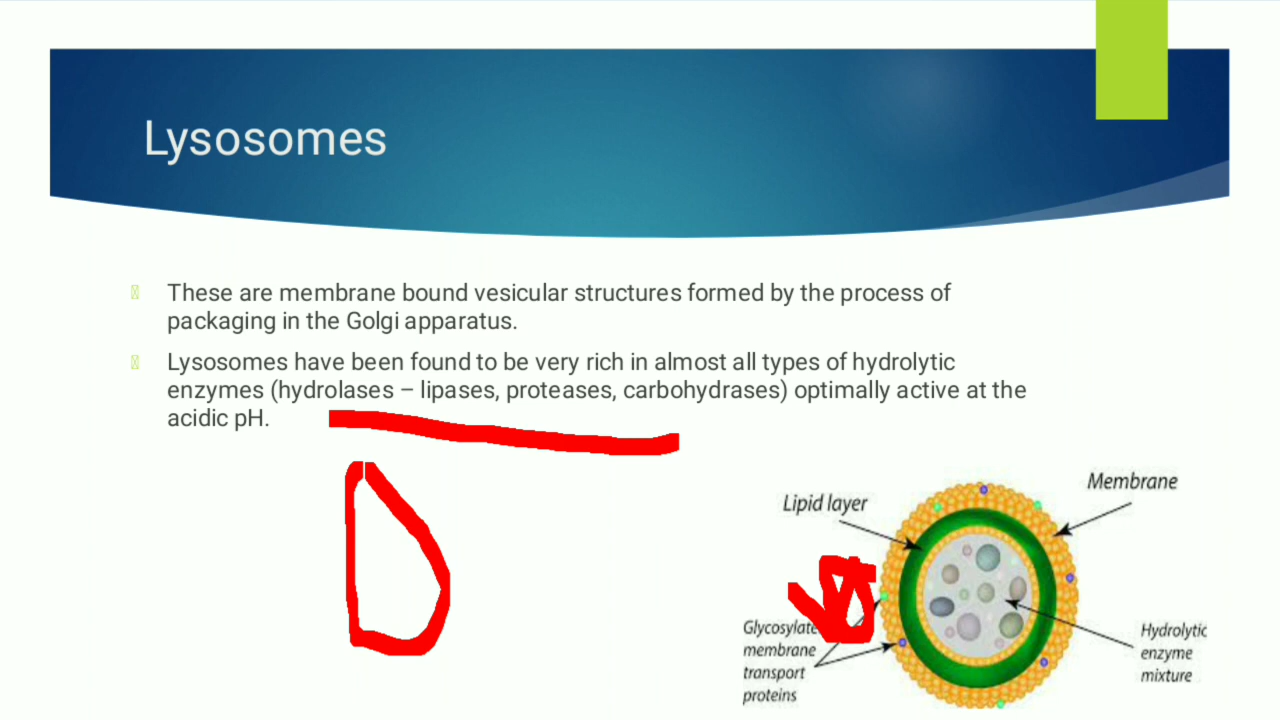 Lysosomes
These are membrane bound vesicular structures formed by the process of
packaging in the Golgi apparatus.
Lysosomes have been found to be very rich in almost all types of hydrolytic
enzymes (hydrolases – lipases, proteases, carbohydrases) optimally active at the
acidic pH.
Lipid layer
Membrane
Glycosylate
membrane
transport
proteins
Hydrolytic
enzyme
mixture